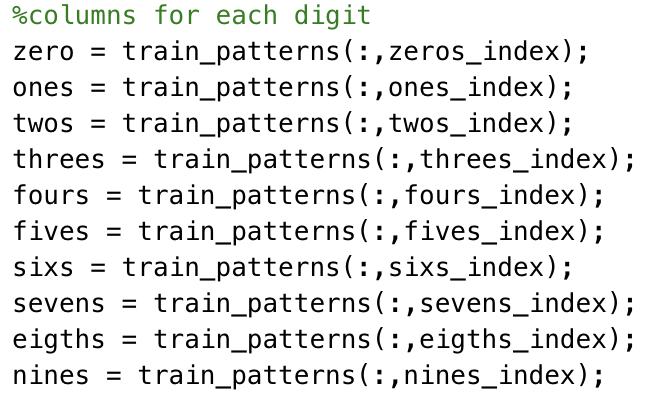 %columns for each digit
zero = train_patterns(:,zeros_index);
ones = train_patterns(:,ones_index);
twos = train_patterns(:,twos_index);
threes = train_patterns(:,threes_index);
fours = train_patterns(:,fours_index);
fives = train_patterns(:,fives_index);
sixs = train_patterns(:,sixs_index);
sevens = train_patterns(:,sevens_index);
eigths = train_patterns(:,eigths_index);
nines = train_patterns(:,nines_index);